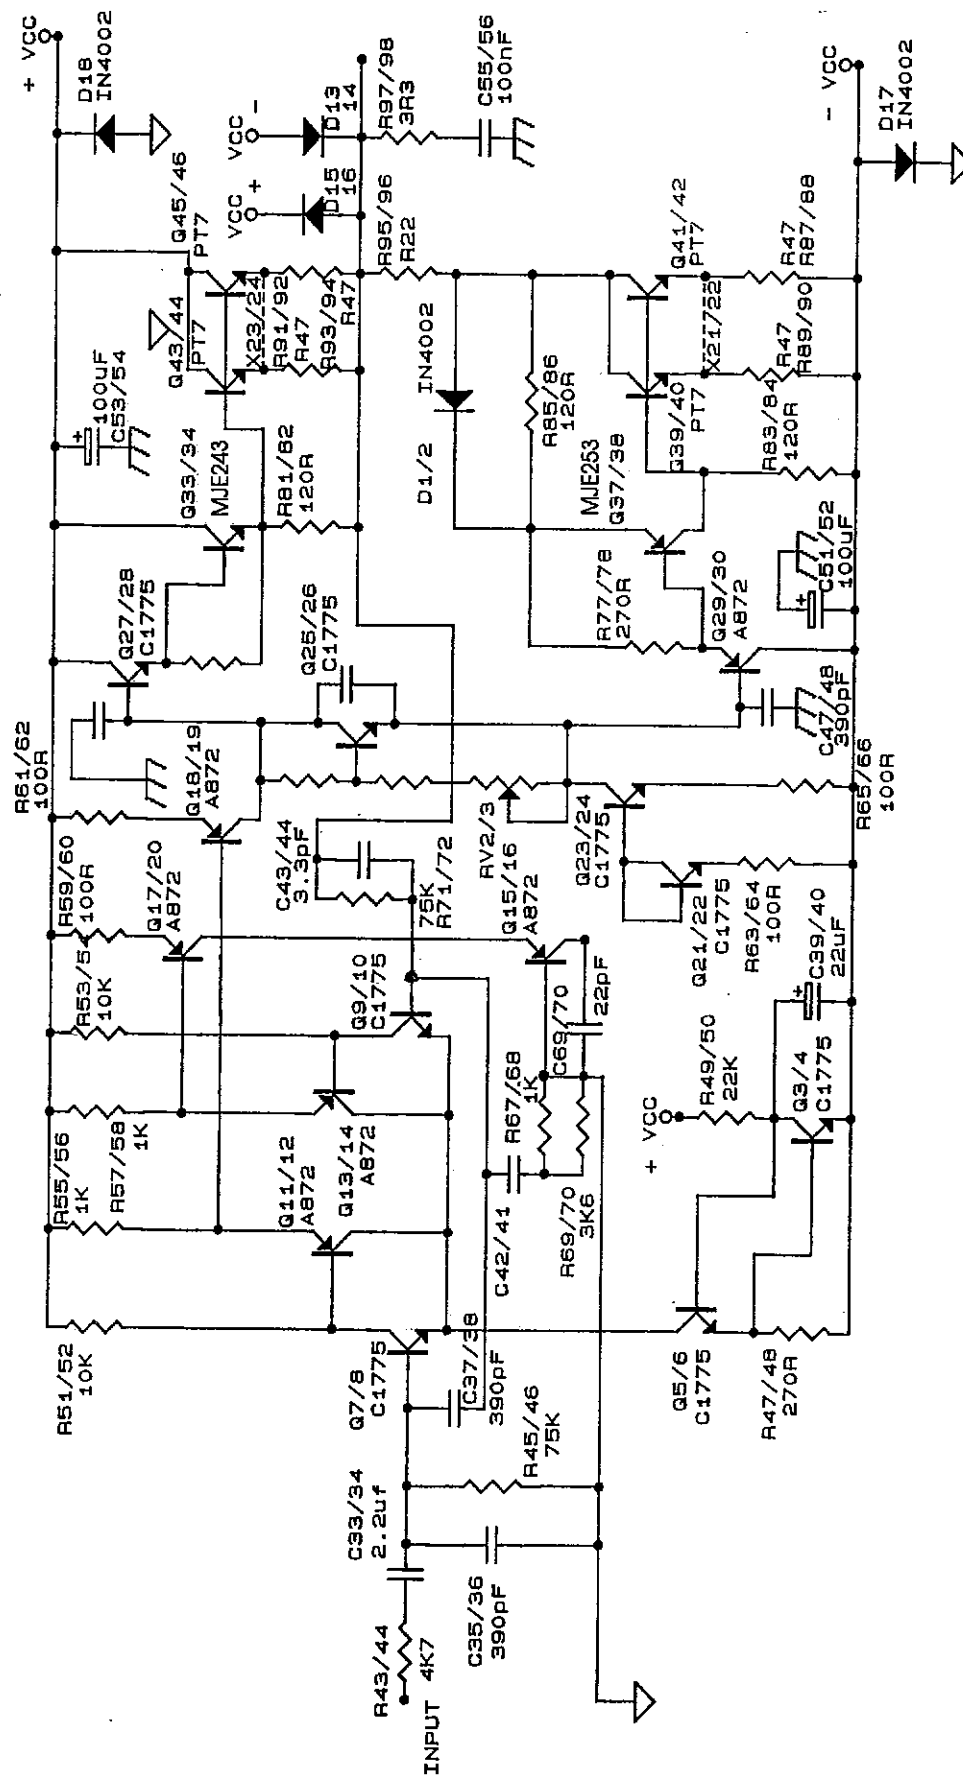 + VCC
D18
IN4002
Q45/46
PT7
Q43/44
PT7
X23/24
R91/92
R47
R93/94
R47
VCC -
D13
14
VCC +
D15
16
R97/98
3R3
C55/56
100nF
100uF
C53/54
Q33/34
MJE243
R81/82
120R
Q27/28
C1775
Q25/26
C1775
R95/96
R22
IN4002
D1/2
R85/86
120R
Q41/42
PT7
X21/22
R47
R87/88
R47
R89/90
Q39/40
PT7
R83/84
120R
MJE253
Q37/38
R77/78
270R
Q29/30
A872
C51/52
100uF
C47/48
390pF
- VCC
D17
IN4002
R61/62
100R
Q18/19
A872
R59/60
100R
Q17/20
A872
C43/44
3.3pF
75K
R71/72
RV2/3
Q15/16
A872
Q23/24
C1775
R65/66
100R
Q21/22
C1775
R63/64
100R
R53/54
10K
Q9/10
C1775
C69/70
22pF
C39/40
22uF
R55/56
1K
R57/58
1K
Q11/12
A872
Q13/14
A872
R67/68
1K
C42/41
R69/70
3K6
+ VCC
R49/50
22K
Q3/4
C1775
R51/52
10K
Q7/8
C1775
C37/38
390pF
R45/46
75K
Q5/6
C1775
R47/48
270R
C33/34
2.2uf
C35/36
390pF
R43/44
4K7
INPUT